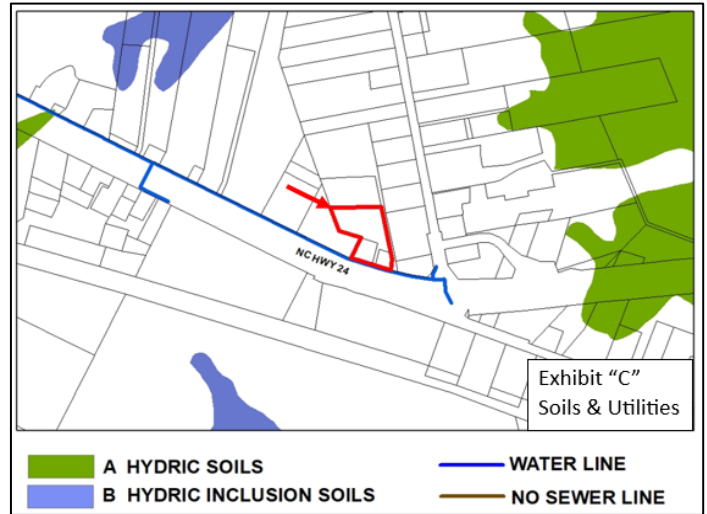 NC HWY 24
Exhibit “C”
Soils & Utilities
A HYDRIC SOILS
WATER LINE
B HYDRIC INCLUSION SOILS
NO SEWER LINE